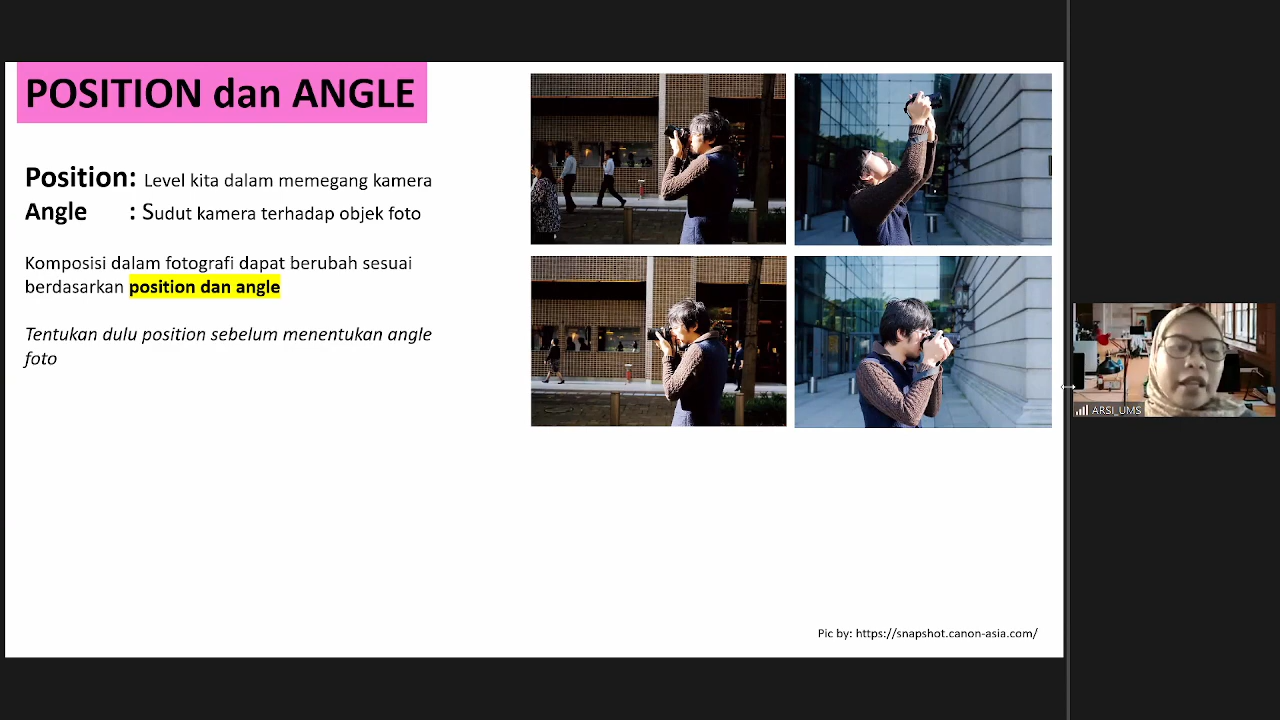 POSITION dan ANGLE
Position: Level kita dalam memegang kamera
Angle : Sudut kamera terhadap objek foto
Komposisi dalam fotografi dapat berubah sesuai
berdasarkan position dan angle
Tentukan dulu position sebelum menentukan angle
foto
ARSI_UMS
Pic by: https://snapshot.canon-asia.com/